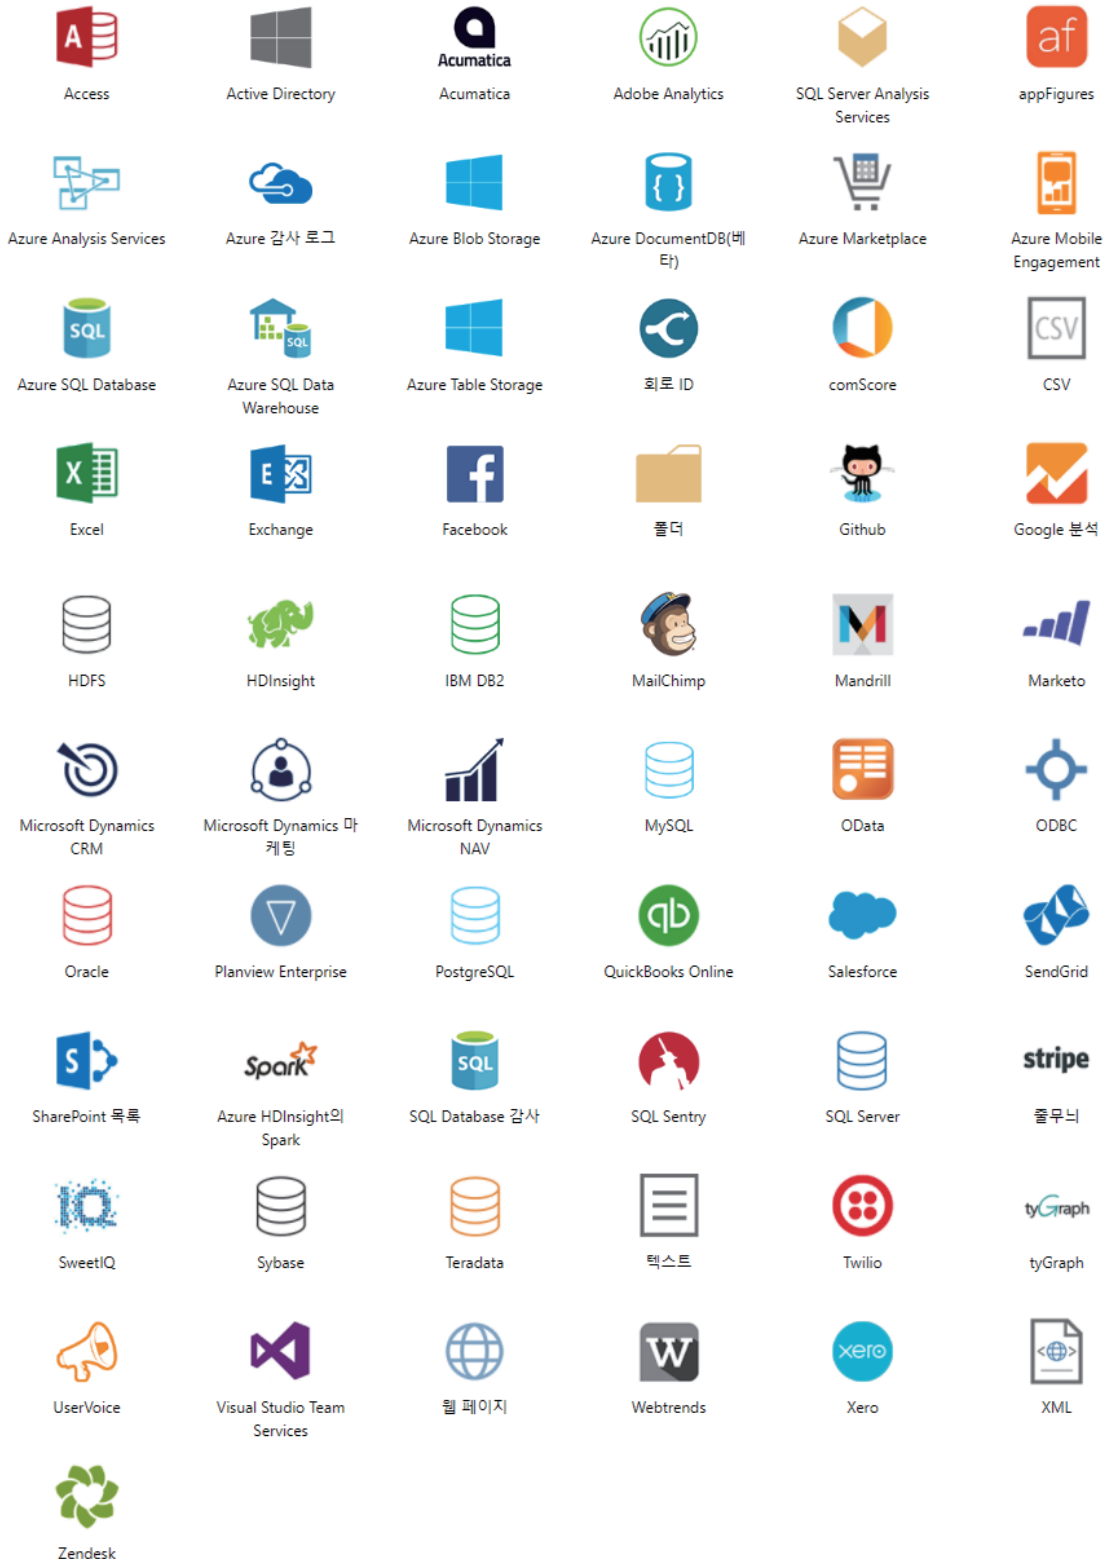 A
Acumatica
af
Access
Active Directory
Acumatica
Adobe Analytics
SQL Server Analysis
Services
appFigures
{ }
Azure Analysis Services
Azure 감사 로그
Azure Blob Storage
Azure DocumentDB(베
타)
Azure Marketplace
Azure Mobile
Engagement
SQL
SQL
CSV
Azure SQL Database
Azure SQL Data
Warehouse
Azure Table Storage
회로 ID
comScore
CSV
X
E
f
Excel
Exchange
Facebook
폴더
Github
Google 분석
M
HDFS
HDInsight
IBM DB2
MailChimp
Mandrill
Marketo
Microsoft Dynamics
CRM
Microsoft Dynamics 마
케팅
Microsoft Dynamics
NAV
MySQL
OData
ODBC
qb
Oracle
Planview Enterprise
PostgreSQL
QuickBooks Online
Salesforce
SendGrid
S
Spark
SQL
stripe
SharePoint 목록
Azure HDInsight의
Spark
SQL Database 감사
SQL Sentry
SQL Server
줄무늬
IQ
tyGraph
SweetIQ
Sybase
Teradata
텍스트
Twilio
tyGraph
W
xero
< >
UserVoice
Visual Studio Team
Services
웹 페이지
Webtrends
Xero
XML
Zendesk